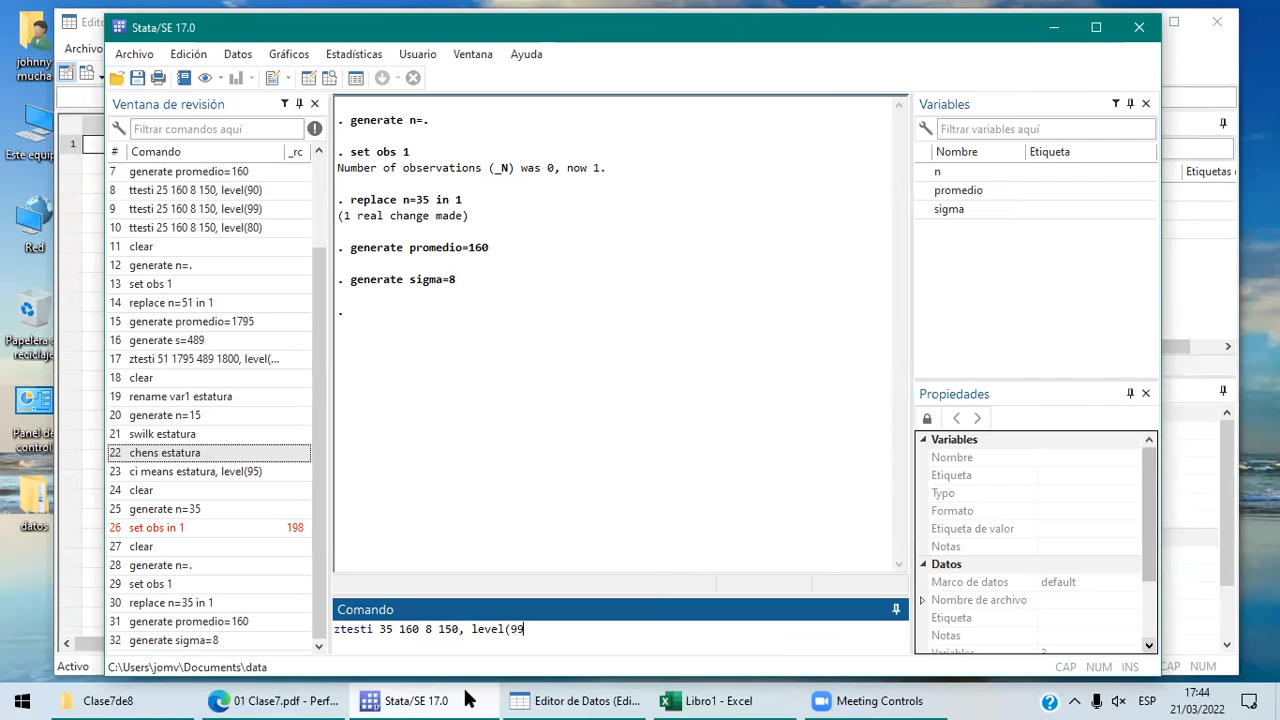 Edito
Stata/SE 17.0
Archivo
Archivo Edición Datos Gráficos Estadísticas Usuario Ventana Ayuda
johnny
mucha
Este equip
Red
Papelera
reciclaje
Panel de
control
datos
1
Ventana de revisión
Filtrar comandos aquí
# Comando _rc
7 generate promedio=160
8 ttesti 25 160 8 150, level(90)
9 ttesti 25 160 8 150, level(99)
10 ttesti 25 160 8 150, level(80)
11 clear
12 generate n=.
13 set obs 1
14 replace n=51 in 1
15 generate promedio=1795
16 generate s=489
17 ztesti 51 1795 489 1800, level(...
18 clear
19 rename var1 estatura
20 generate n=15
21 swilk estatura
22 chens estatura
23 ci means estatura, level(95)
24 clear
25 generate n=35
26 set obs in 1 198
27 clear
28 generate n=.
29 set obs 1
30 replace n=35 in 1
31 generate promedio=160
32 generate sigma=8
. generate n=.
. set obs 1
Number of observations (_N) was 0, now 1.
. replace n=35 in 1
(1 real change made)
. generate promedio=160
. generate sigma=8
.
Comando
ztesti 35 160 8 150, level(99
Variables
Filtrar variables aquí
Nombre Etiqueta
n
promedio
sigma
Etiquetas
Propiedades
Variables
Nombre
Etiqueta
Typo
Formato
Etiqueta de valor
Notas
Datos
Marco de datos default
Nombre de archivo
Etiqueta
Notas
Variables 3
Activo
C:\Users\jomv\Documents\data
CAP NUM INS
CAP NUM
Clase7de8
01 Clase7.pdf - Perf...
Stata/SE 17.0
Editor de Datos (Edi...
Libro1 - Excel
Meeting Controls
ESP
17:44
21/03/2022